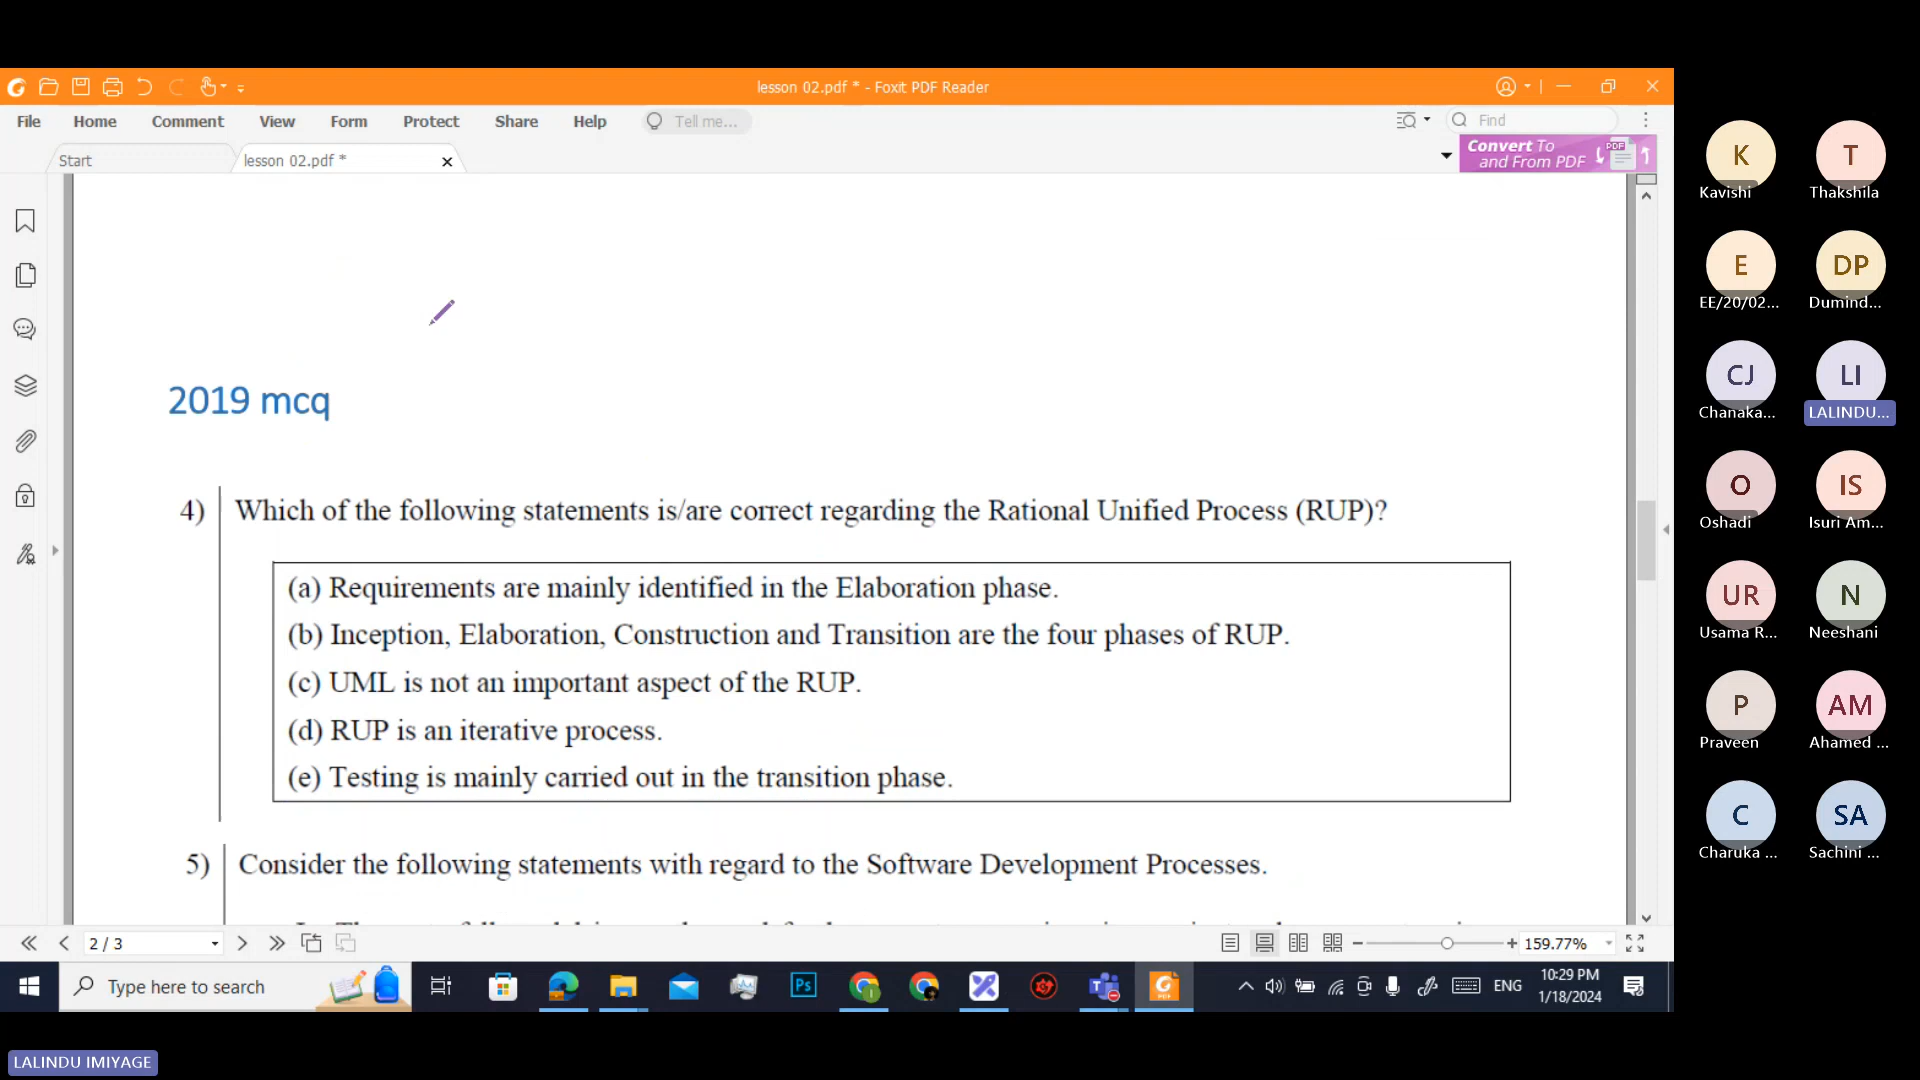 lesson 02.pdf * - Foxit PDF Reader
File Home Comment View Form Protect Share Help Tell me... Find
Start lesson 02.pdf *
Convert To and From PDF
PDF
2019 mcq
4) Which of the following statements is/are correct regarding the Rational Unified Process (RUP)?
(a) Requirements are mainly identified in the Elaboration phase.
(b) Inception, Elaboration, Construction and Transition are the four phases of RUP.
(c) UML is not an important aspect of the RUP.
(d) RUP is an iterative process.
(e) Testing is mainly carried out in the transition phase.
5) Consider the following statements with regard to the Software Development Processes.
2 / 3
159.77%
Type here to search
Ps
ENG
10:29 PM
1/18/2024
K T
Kavishi Thakshila
E DP
EE/20/02... Dumind...
CJ LI
Chanaka... LALINDU...
O IS
Oshadi Isuri Am...
UR N
Usama R... Neeshani
P AM
Praveen Ahamed ...
C SA
Charuka ... Sachini ...
LALINDU IMIYAGE